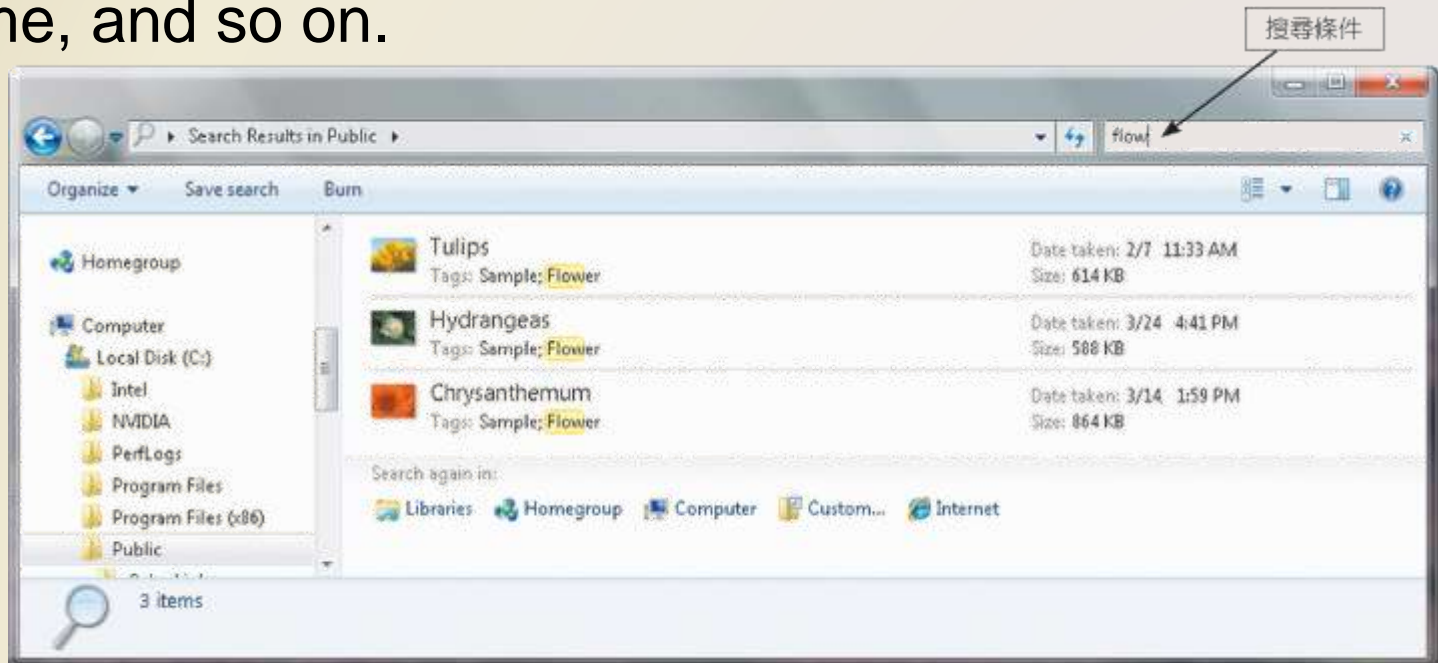 ne, and so on.
搜尋條件
Search Results in Public
flow
Organize Save search Burn
Homegroup
Computer
Local Disk (C:)
Intel
NVIDIA
PerfLogs
Program Files
Program Files (x86)
Public
Tulips
Tags: Sample; Flower
Date taken: 2/7 11:33 AM
Size: 614 KB
Hydrangeas
Tags: Sample; Flower
Date taken: 3/24 4:41 PM
Size: 588 KB
Chrysanthemum
Tags: Sample; Flower
Date taken: 3/14 1:59 PM
Size: 864 KB
Search again in:
Libraries Homegroup Computer Custom... Internet
3 items